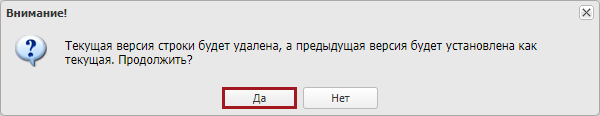 Внимание!
Текущая версия строки будет удалена, а предыдущая версия будет установлена как
текущая. Продолжить?
Да
Нет